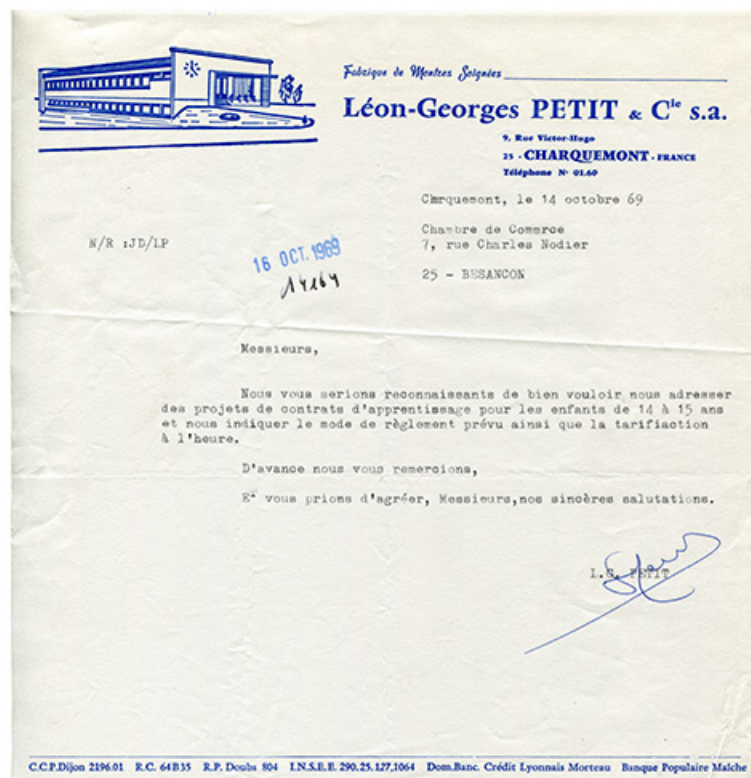 Fabrique de Montres Soignées
Léon-Georges PETIT & Cie s.a.
9, Rue Victor-Hugo
25 - CHARQUEMONT - FRANCE
Téléphone N° 01.60
Charquemont, le 14 octobre 69
N/R :JD/LP
Chambre de Commerce
7, rue Charles Nodier
16 OCT. 1969
14164
25 - BESANCON
Messieurs,
Nous vous serions reconnaissants de bien vouloir nous adresser
des projets de contrats d'apprentissage pour les enfants de 14 à 15 ans
et nous indiquer le mode de règlement prévu ainsi que la tarifiaction
à l'heure.
D'avance nous vous remercions,
Et vous prions d'agréer, Messieurs,nos sincères salutations.
L.G. PETIT
C.C.P.Dijon 2196.01 R.C. 64B35 R.P. Doubs 804 I.N.S.E.E. 290.25.127,1064 Dom.Banc. Crédit Lyonnais Morteau Banque Populaire Maîche